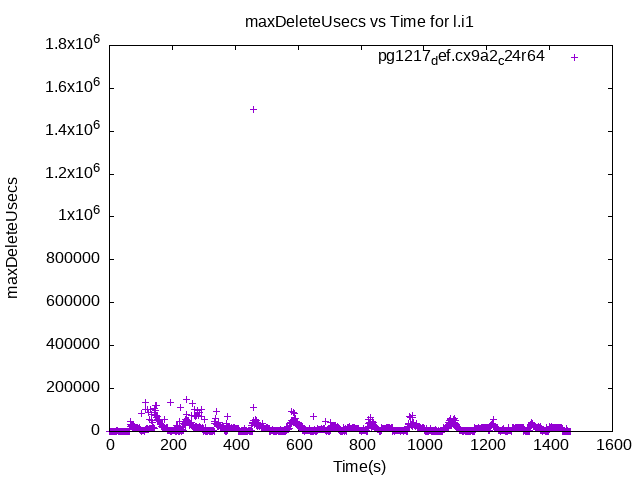 maxDeleteUsecs vs Time for l.i1
pg1217_def.cx9a2_c24r64
1.8x10^6
1.6x10^6
1.4x10^6
1.2x10^6
1x10^6
800000
600000
400000
200000
0
maxDeleteUsecs
0 200 400 600 800 1000 1200 1400 1600
Time(s)